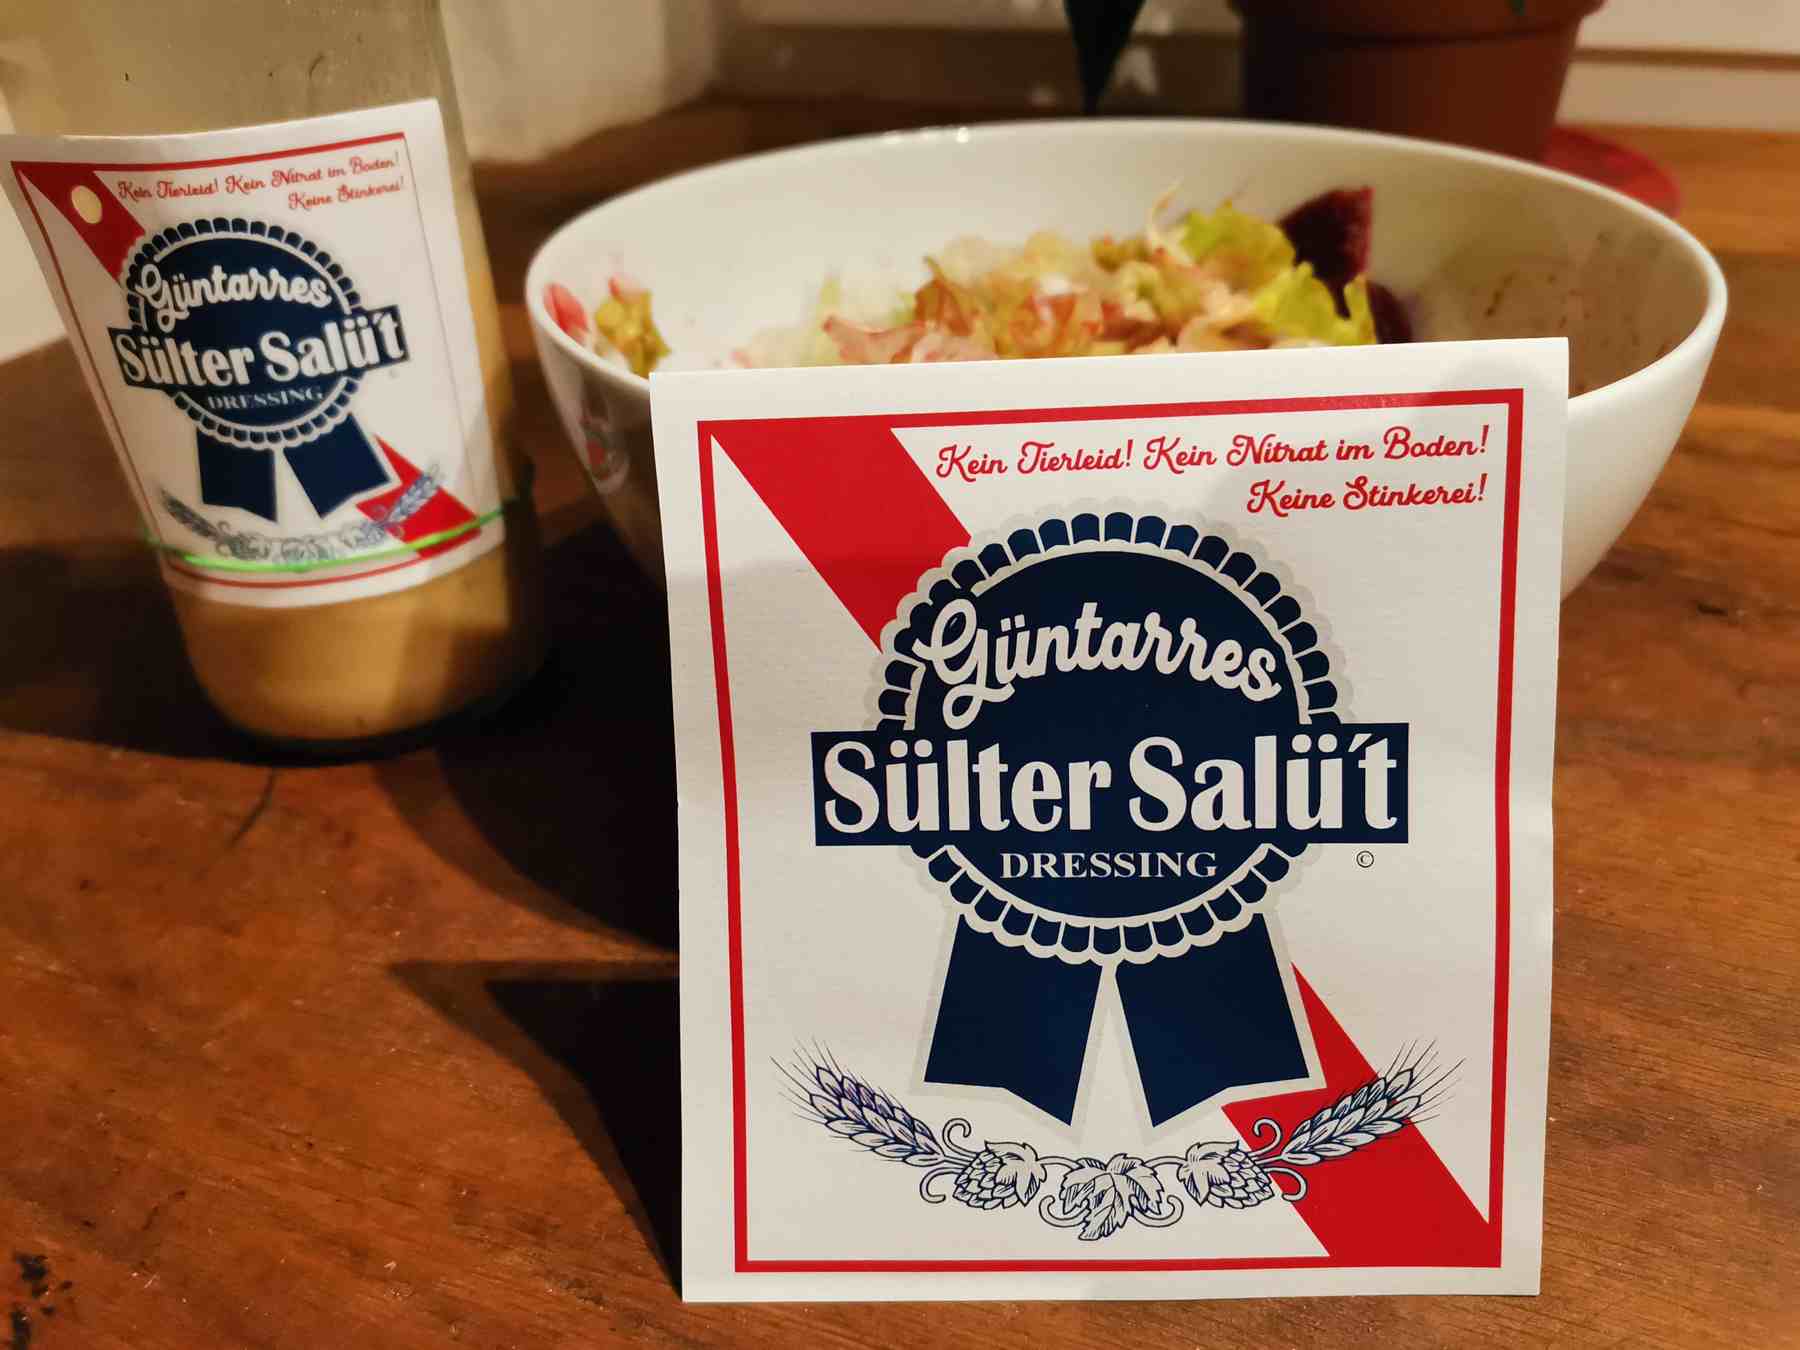 Kein Tierleid! Kein Nitrat im Boden!
Keine Stinkerei!
Güntarres
Sülter Salü't
DRESSING
Kein Tierleid! Kein Nitrat im Boden!
Keine Stinkerei!
Güntarres
Sülter Salü't
DRESSING
©